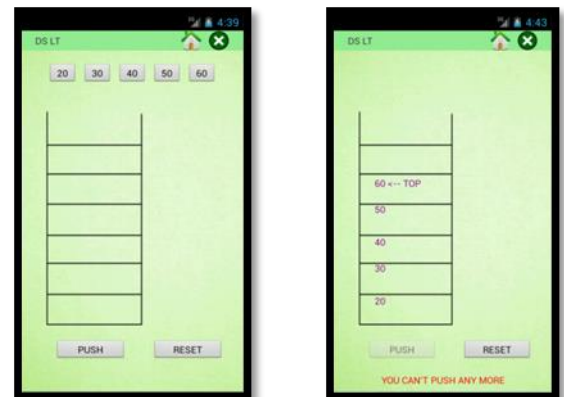 4:39
DS LT
20 30 40 50 60
PUSH RESET
4:43
DS LT
60 <-- TOP
50
40
30
20
PUSH RESET
YOU CAN'T PUSH ANY MORE